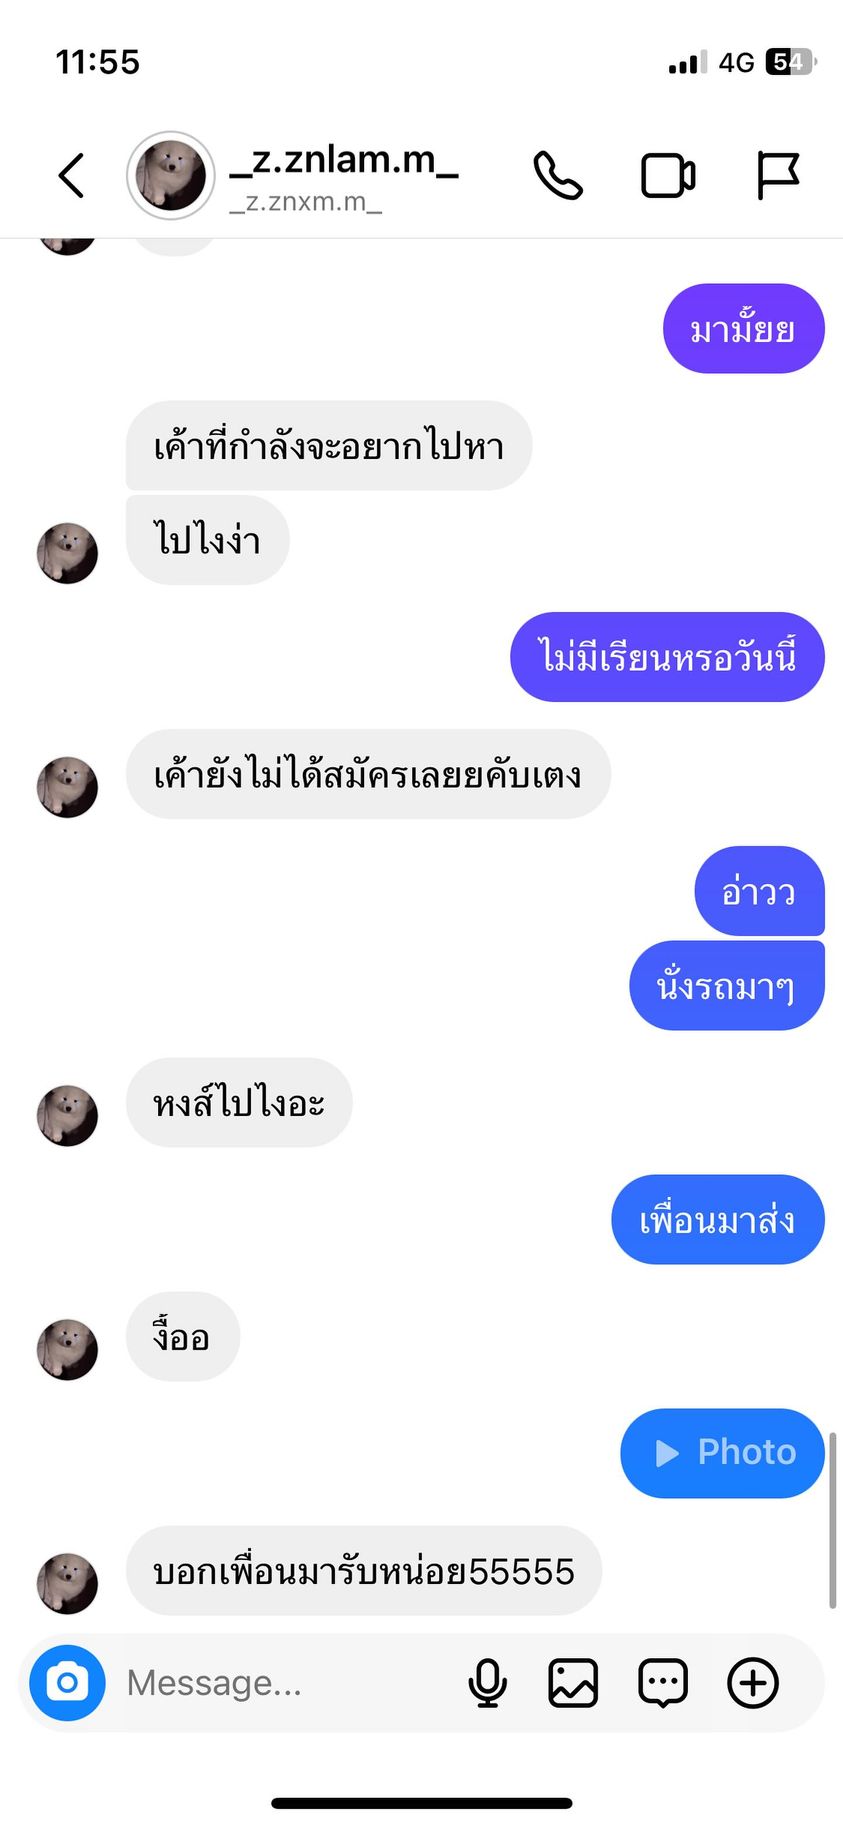 11:55
4G 54
_z.znlam.m_
_z.znxm.m_
มามั้ยย
เค้าที่กำลังจะอยากไปหา
ไปไงง่า
ไม่มีเรียนหรอวันนี้
เค้ายังไม่ได้สมัครเลยยคับเตง
อ่าวว
นั่งรถมาๆ
หงส์ไปไงอะ
เพื่อนมาส่ง
งื้ออ
Photo
บอกเพื่อนมารับหน่อย55555
Message...